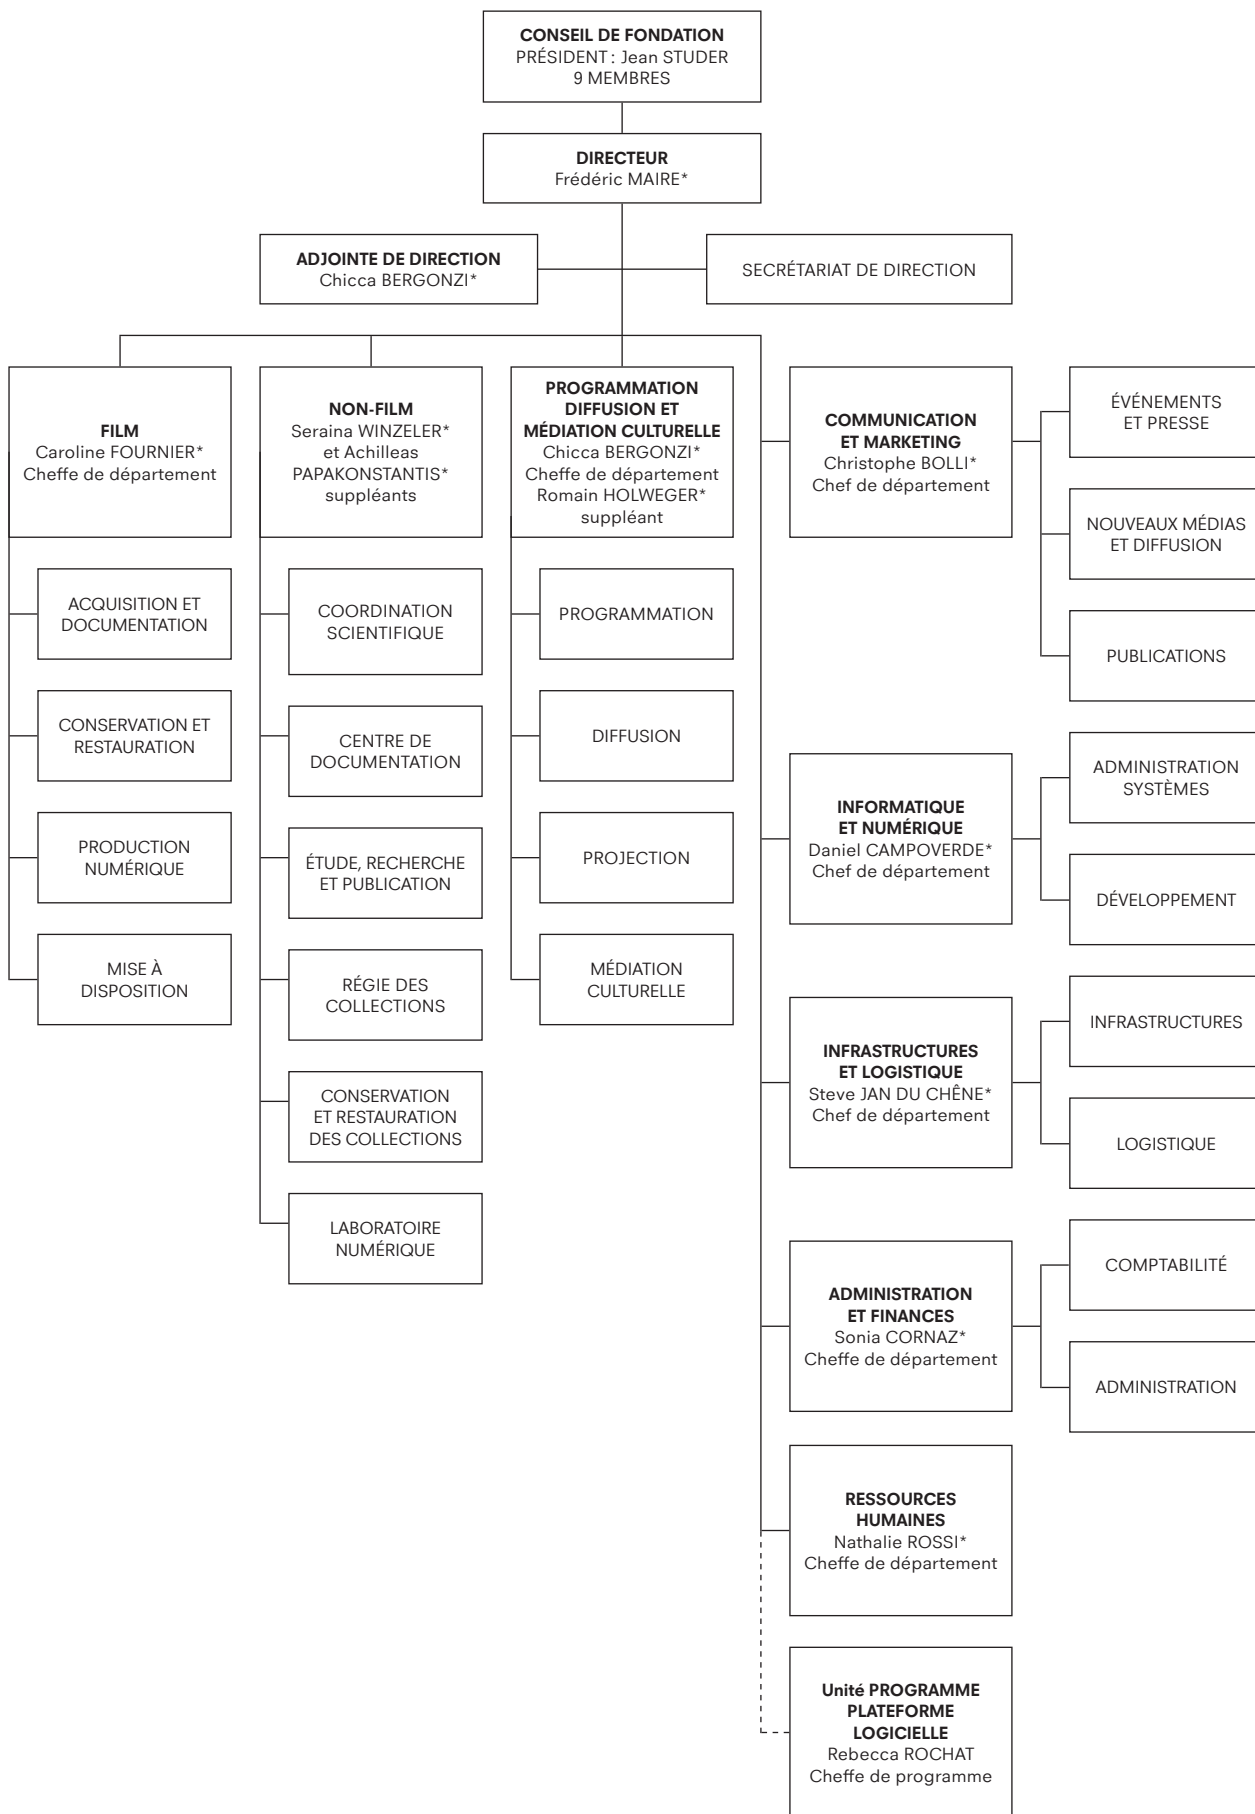 CONSEIL DE FONDATION
PRÉSIDENT : Jean STUDER
9 MEMBRES
DIRECTEUR
Frédéric MAIRE*
ADJOINTE DE DIRECTION
Chicca BERGONZI*
SECRÉTARIAT DE DIRECTION
FILM
Caroline FOURNIER*
Cheffe de département
ACQUISITION ET
DOCUMENTATION
CONSERVATION ET
RESTAURATION
PRODUCTION
NUMÉRIQUE
MISE À
DISPOSITION
NON-FILM
Seraina WINZELER*
et Achilleas
PAPAKONSTANTIS*
suppléants
COORDINATION
SCIENTIFIQUE
CENTRE DE
DOCUMENTATION
ÉTUDE, RECHERCHE
ET PUBLICATION
RÉGIE DES
COLLECTIONS
CONSERVATION
ET RESTAURATION
DES COLLECTIONS
LABORATOIRE
NUMÉRIQUE
PROGRAMMATION
DIFFUSION ET
MÉDIATION CULTURELLE
Chicca BERGONZI*
Cheffe de département
Romain HOLWEGER*
suppléant
PROGRAMMATION
DIFFUSION
PROJECTION
MÉDIATION
CULTURELLE
COMMUNICATION
ET MARKETING
Christophe BOLLI*
Chef de département
ÉVÉNEMENTS
ET PRESSE
NOUVEAUX MÉDIAS
ET DIFFUSION
PUBLICATIONS
INFORMATIQUE
ET NUMÉRIQUE
Daniel CAMPOVERDE*
Chef de département
ADMINISTRATION
SYSTÈMES
DÉVELOPPEMENT
INFRASTRUCTURES
ET LOGISTIQUE
Steve JAN DU CHÊNE*
Chef de département
INFRASTRUCTURES
LOGISTIQUE
ADMINISTRATION
ET FINANCES
Sonia CORNAZ*
Cheffe de département
COMPTABILITÉ
ADMINISTRATION
RESSOURCES
HUMAINES
Nathalie ROSSI*
Cheffe de département
Unité PROGRAMME
PLATEFORME
LOGICIELLE
Rebecca ROCHAT
Cheffe de programme